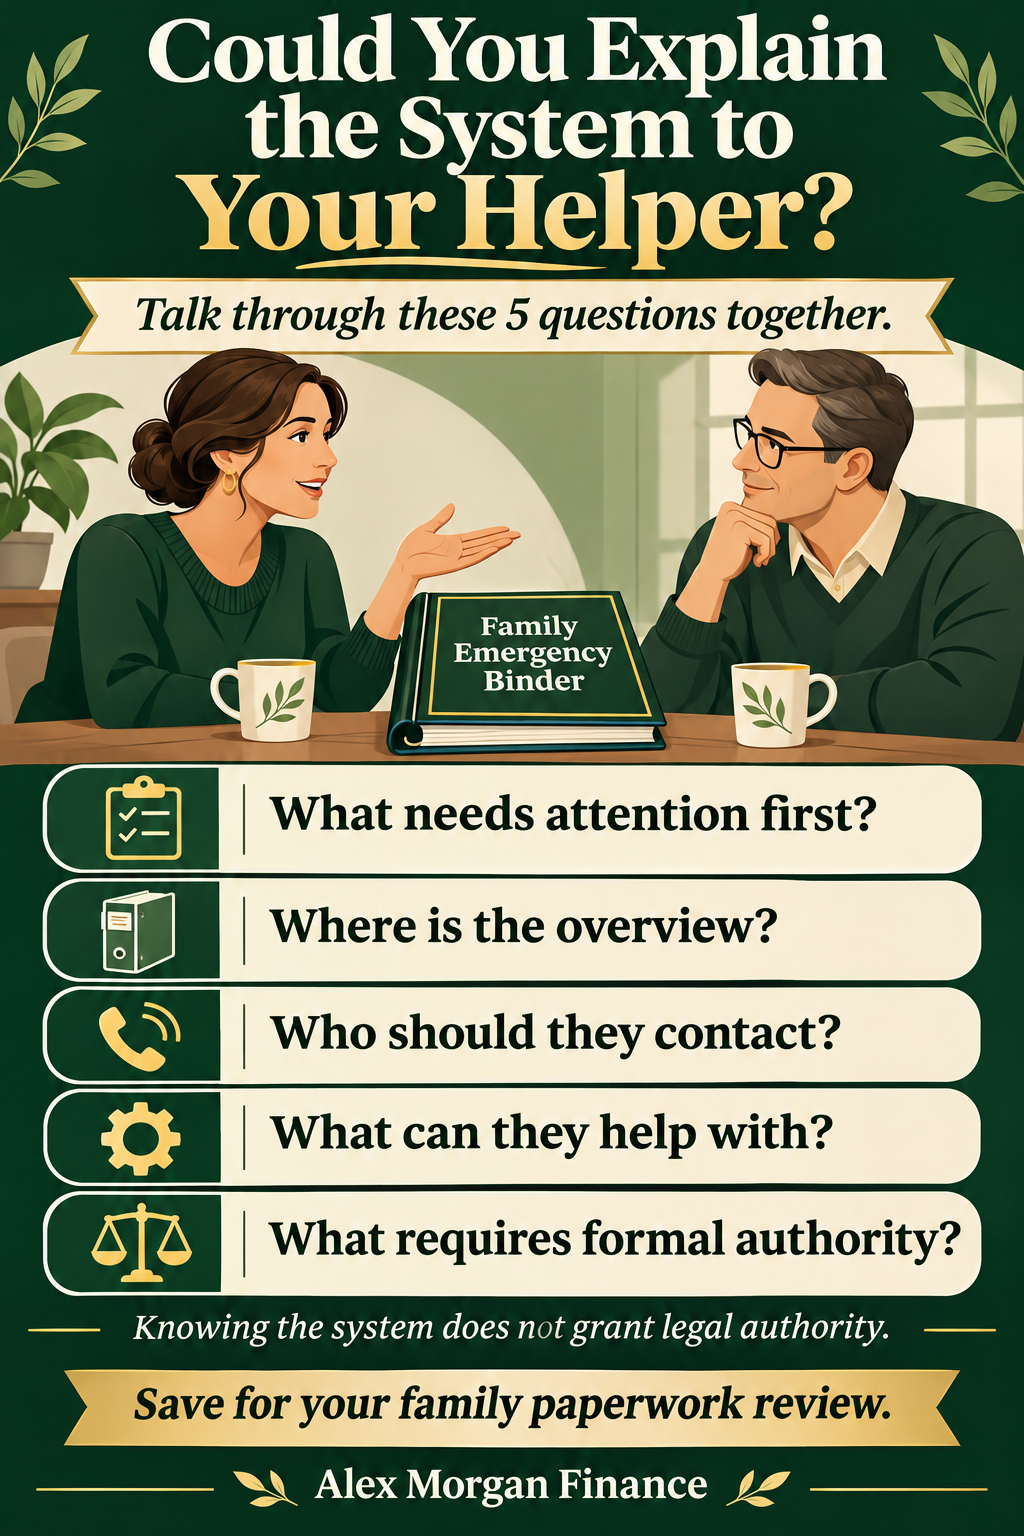 Could You Explain
the System to
Your Helper?
Talk through these 5 questions together.
Family
Emergency
Binder
What needs attention first?
Where is the overview?
Who should they contact?
What can they help with?
What requires formal authority?
Knowing the system does not grant legal authority.
Save for your family paperwork review.
Alex Morgan Finance